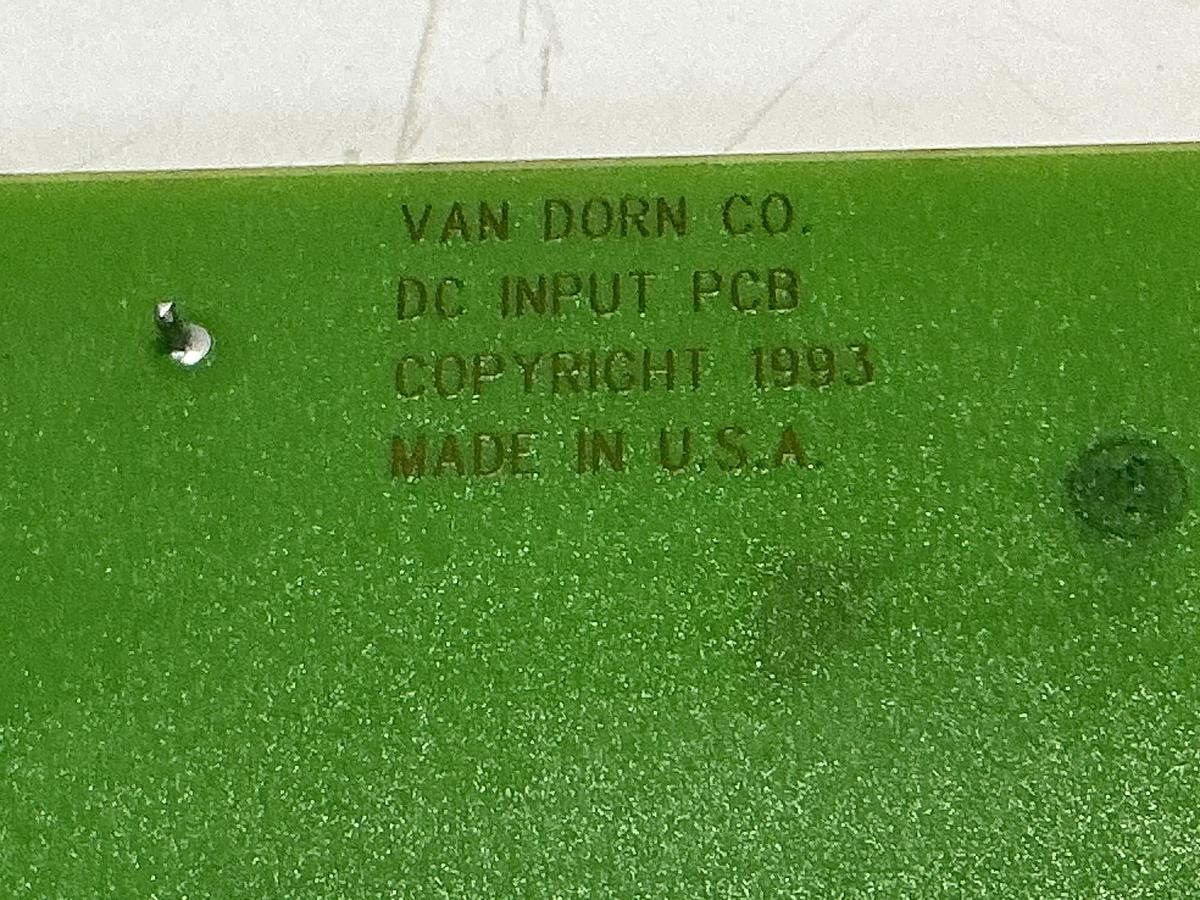 VAN DORN CO.
DC INPUT PCB
COPYRIGHT 1993
MADE IN U.S.A.